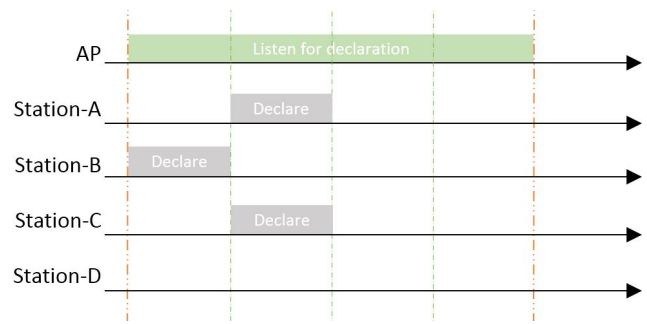 AP
Listen for declaration
Station-A
Declare
Station-B
Declare
Station-C
Declare
Station-D